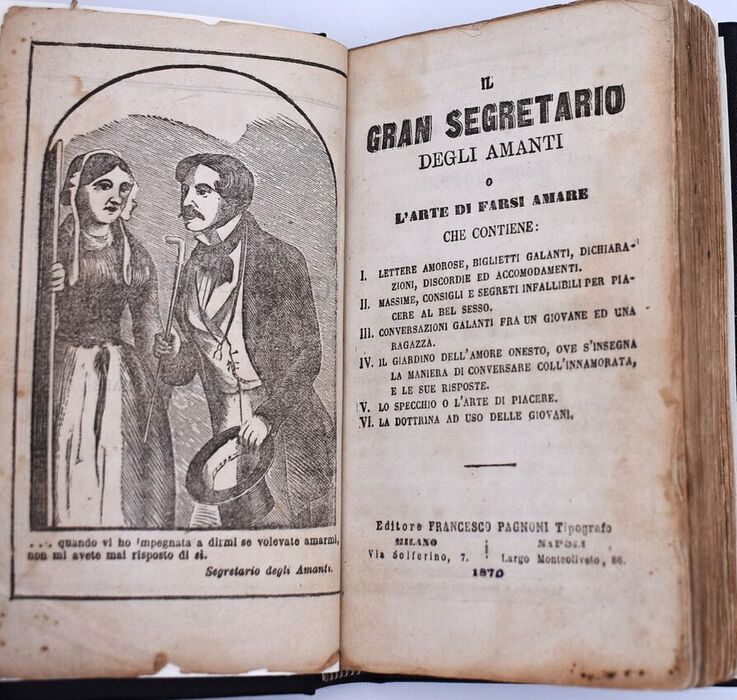 ... quando vi ho impegnata a dirmi se volevate amarmi,
non mi avete mai risposto di sì.
Segretario degli Amanti.
IL
GRAN SEGRETARIO
DEGLI AMANTI
O
L'ARTE DI FARSI AMARE
CHE CONTIENE:
I. LETTERE AMOROSE, BIGLIETTI GALANTI, DICHIARA-
ZIONI, DISCORDIE ED ACCOMODAMENTI.
II. MASSIME, CONSIGLI E SEGRETI INFALLIBILI PER PIA-
CERE AL BEL SESSO.
III. CONVERSAZIONI GALANTI FRA UN GIOVANE ED UNA
RAGAZZA.
IV. IL GIARDINO DELL'AMORE ONESTO, OVE S'INSEGNA
LA MANIERA DI CONVERSARE COLL'INNAMORATA,
E LE SUE RISPOSTE.
V. LO SPECCHIO O L'ARTE DI PIACERE.
VI. LA DOTTRINA AD USO DELLE GIOVANI.
Editore FRANCESCO PAGNONI Tipografo
MILANO NAPOLI
Via Solferino, 7. Largo Monteoliveto, 86.
1870